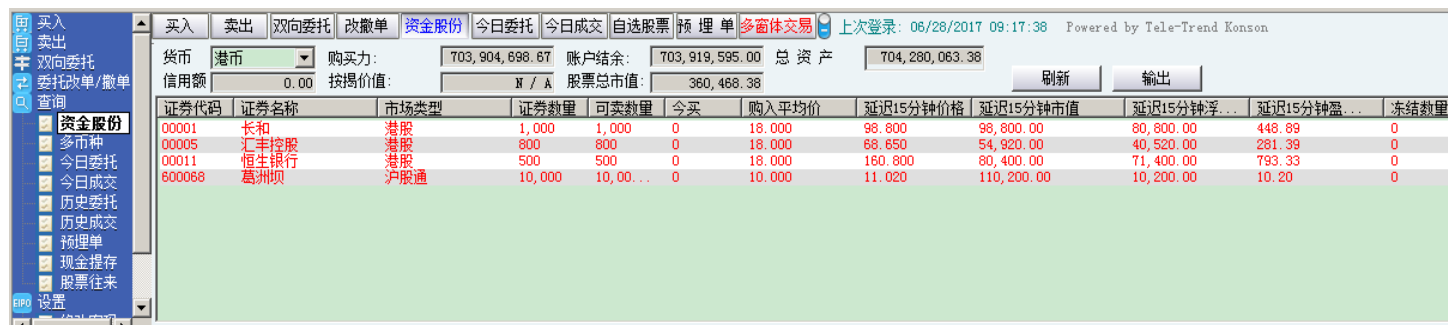 买入 卖出 双向委托 改撤单 资金股份 今日委托 今日成交 自选股票 预 埋 单 多窗体交易 上次登录: 06/28/2017 09:17:38 Powered by Tele-Trend Konson
货币 港币 购买力: 703,904,698.67 账户结余: 703,919,595.00 总 资 产 704,280,063.38
信用额 0.00 按揭价值: N / A 股票总市值: 360,468.38 刷新 输出
买入
卖出
双向委托
委托改单/撤单
查询
资金股份
多币种
今日委托
今日成交
历史委托
历史成交
预埋单
现金提存
股票往来
EIPO 设置
证券代码 证券名称 市场类型 证券数量 可卖数量 今买 购入平均价 延迟15分钟价格 延迟15分钟市值 延迟15分钟浮... 延迟15分钟盈... 冻结数量
00001 长和 港股 1,000 1,000 0 18.000 98.800 98,800.00 80,800.00 448.89 0
00005 汇丰控股 港股 800 800 0 18.000 68.650 54,920.00 40,520.00 281.39 0
00011 恒生银行 港股 500 500 0 18.000 160.800 80,400.00 71,400.00 793.33 0
600068 葛洲坝 沪股通 10,000 10,00... 0 10.000 11.020 110,200.00 10,200.00 10.20 0